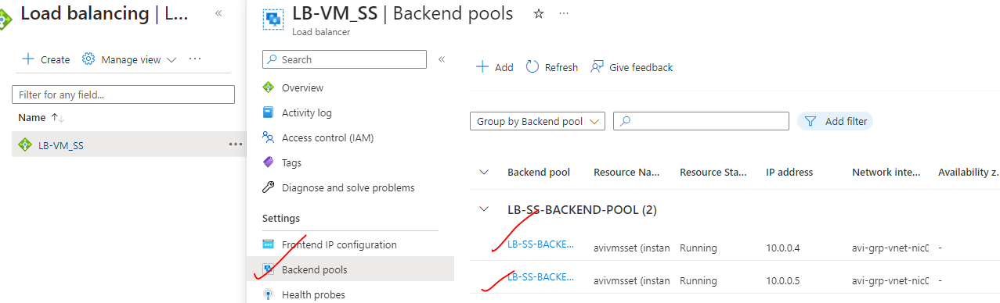 Load balancing | L...
«
+ Create
Manage view
...
Filter for any field...
Name ↑↓
LB-VM_SS
...
LB-VM_SS | Backend pools
...
Load balancer
Search
«
Overview
Activity log
Access control (IAM)
Tags
Diagnose and solve problems
Settings
Frontend IP configuration
Backend pools
Health probes
+ Add
Refresh
Give feedback
Group by Backend pool
Add filter
Backend pool Resource Na... Resource Sta... IP address Network inte... Availability z...
LB-SS-BACKEND-POOL (2)
LB-SS-BACKE... avivmsset (instan Running 10.0.0.4 avi-grp-vnet-nic0 -
LB-SS-BACKE... avivmsset (instan Running 10.0.0.5 avi-grp-vnet-nic0 -